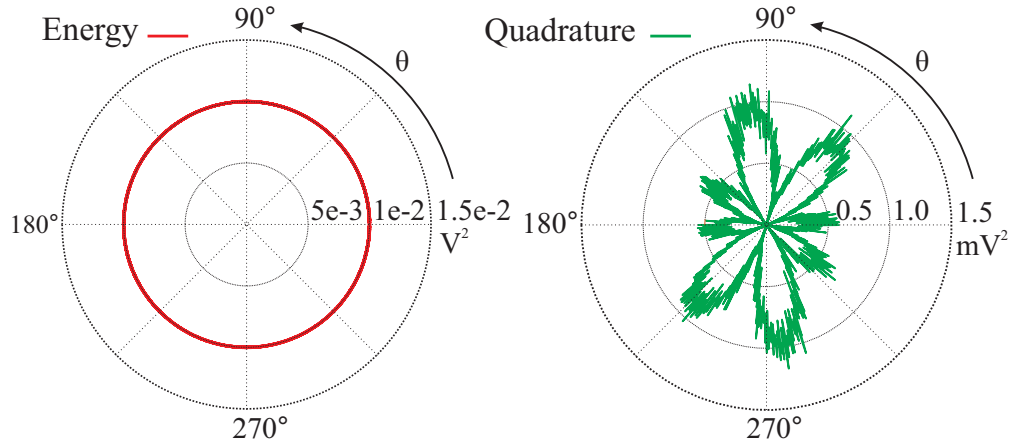 Energy
90°
θ
180°
5e-3 1e-2 1.5e-2
V²
270°
Quadrature
90°
θ
180°
0.5 1.0 1.5
mV²
270°